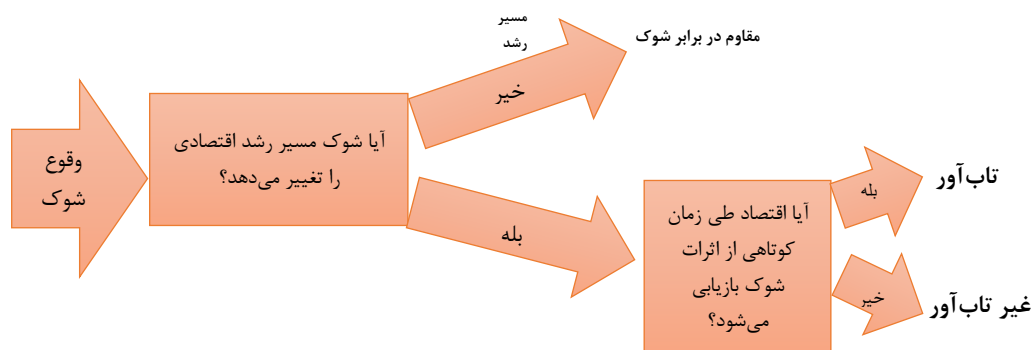 وقوع
شوک
آیا شوک مسیر رشد اقتصادی
را تغییر می‌دهد؟
مسیر
رشد
خیر
مقاوم در برابر شوک
بله
آیا اقتصاد طی زمان
کوتاهی از اثرات
شوک بازیابی
می‌شود؟
بله
تاب‌آور
خیر
غیر تاب‌آور